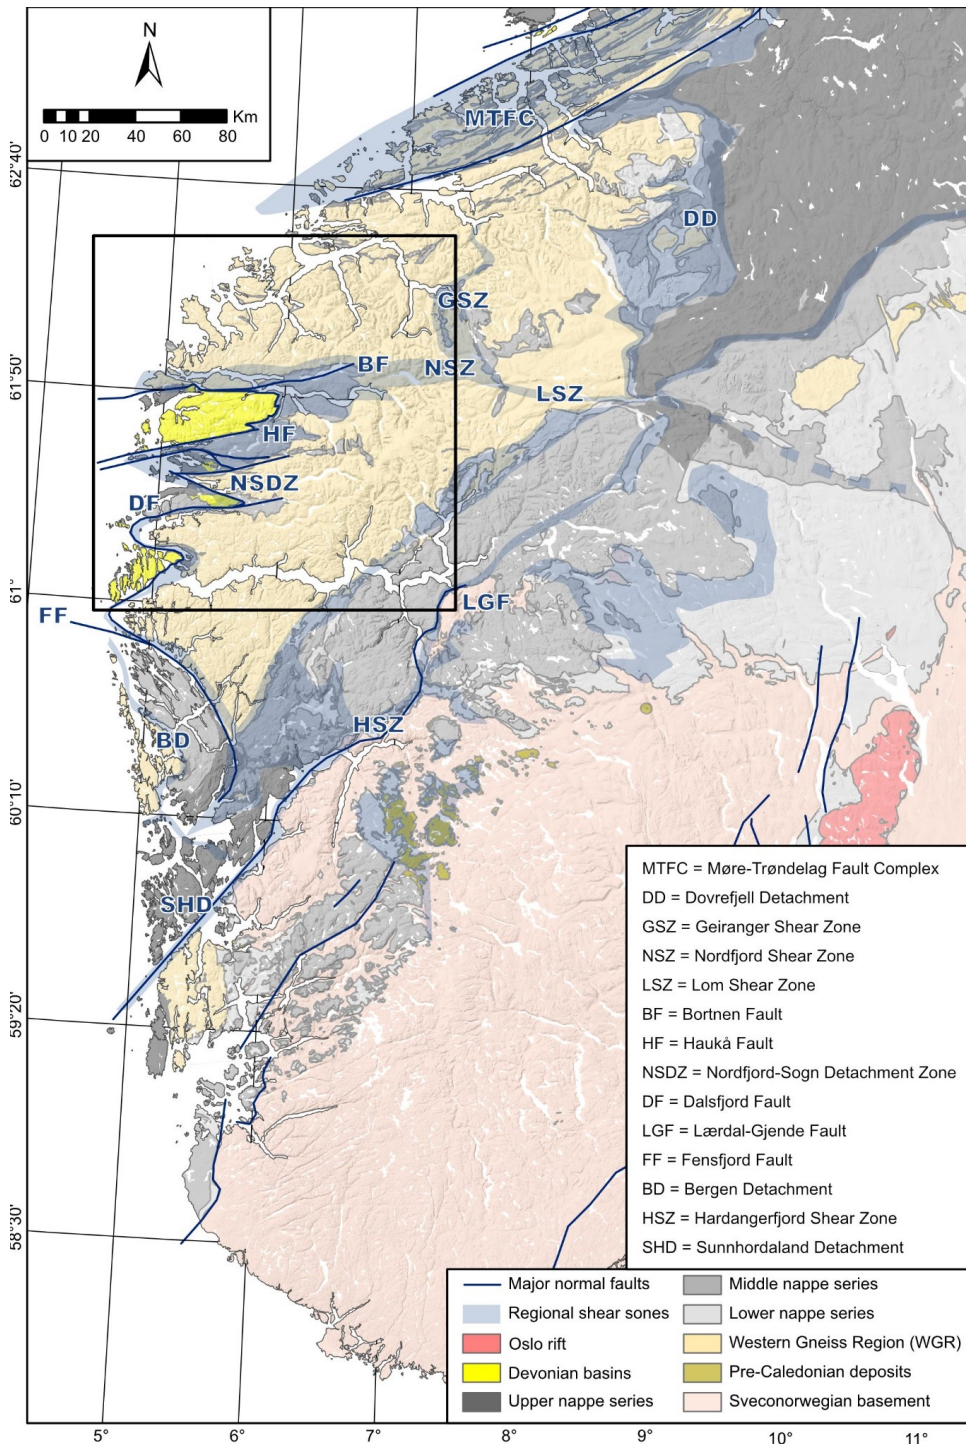 N
0 10 20 40 60 80 Km
MTFC
62°40'
DD
GSZ
BF
NSZ
61°50'
LSZ
HF
NSDZ
DF
61°
LGF
FF
HSZ
BD
60°10'
SHD
59°20'
58°30'
MTFC = Møre-Trøndelag Fault Complex
DD = Dovrefjell Detachment
GSZ = Geiranger Shear Zone
NSZ = Nordfjord Shear Zone
LSZ = Lom Shear Zone
BF = Bortnen Fault
HF = Haukå Fault
NSDZ = Nordfjord-Sogn Detachment Zone
DF = Dalsfjord Fault
LGF = Lærdal-Gjende Fault
FF = Fensfjord Fault
BD = Bergen Detachment
HSZ = Hardangerfjord Shear Zone
SHD = Sunnhordaland Detachment
Major normal faults
Regional shear sones
Oslo rift
Devonian basins
Upper nappe series
Middle nappe series
Lower nappe series
Western Gneiss Region (WGR)
Pre-Caledonian deposits
Sveconorwegian basement
5° 6° 7° 8° 9° 10° 11°